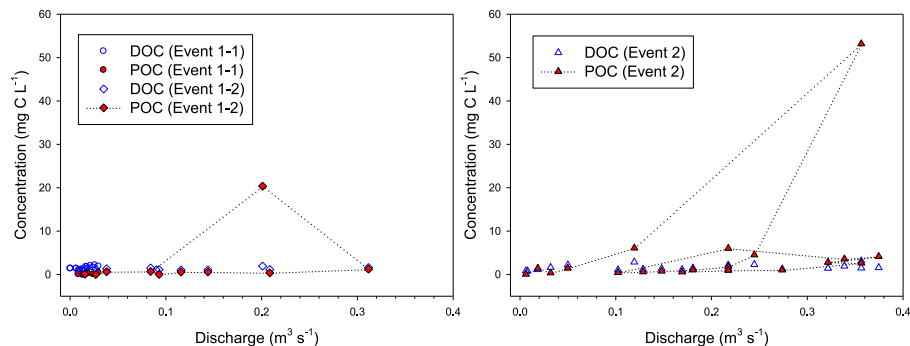 60
50
40
30
20
10
0
Concentration (mg C L⁻¹)
DOC (Event 1-1)
POC (Event 1-1)
DOC (Event 1-2)
POC (Event 1-2)
0.0 0.1 0.2 0.3 0.4
Discharge (m³ s⁻¹)
60
50
40
30
20
10
0
Concentration (mg C L⁻¹)
DOC (Event 2)
POC (Event 2)
0.0 0.1 0.2 0.3 0.4
Discharge (m³ s⁻¹)